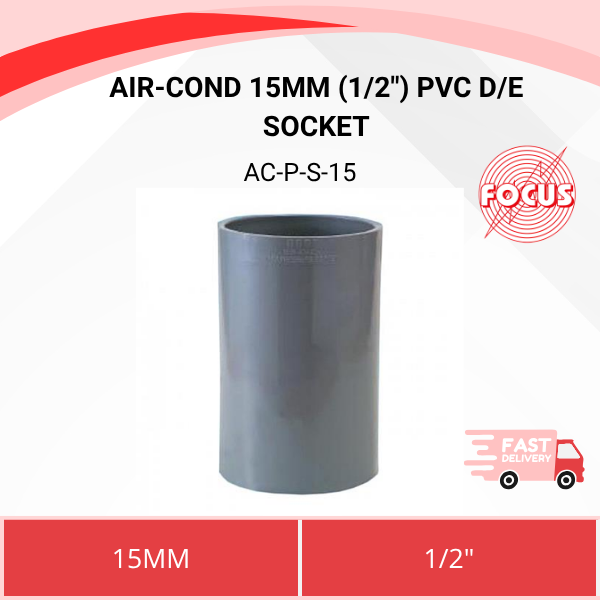 AIR-COND 15MM (1/2") PVC D/E
SOCKET
AC-P-S-15
FOCUS
FAST
DELIVERY
15MM
1/2"